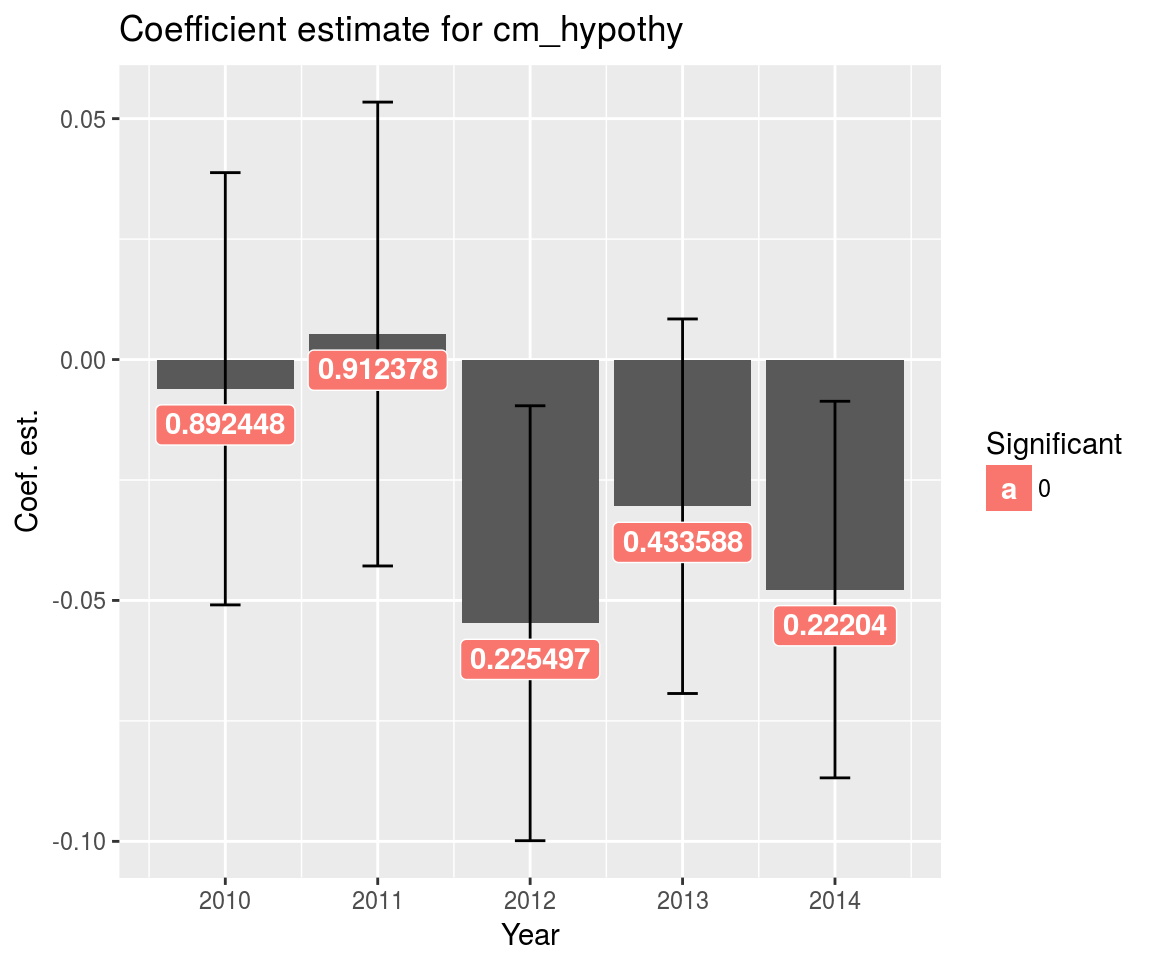 Coefficient estimate for cm_hypothy
Coef. est.
0.05
0.00
-0.05
-0.10
0.892448
0.912378
0.225497
0.433588
0.22204
2010
2011
2012
2013
2014
Year
Significant
a 0